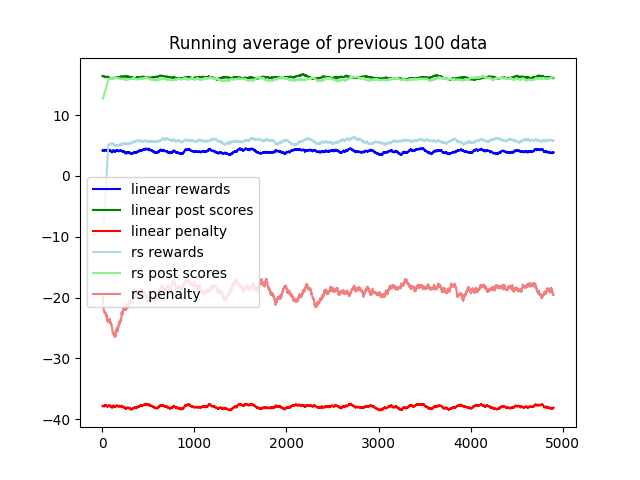 Running average of previous 100 data
10
0
−10
−20
−30
−40
linear rewards
linear post scores
linear penalty
rs rewards
rs post scores
rs penalty
0
1000
2000
3000
4000
5000